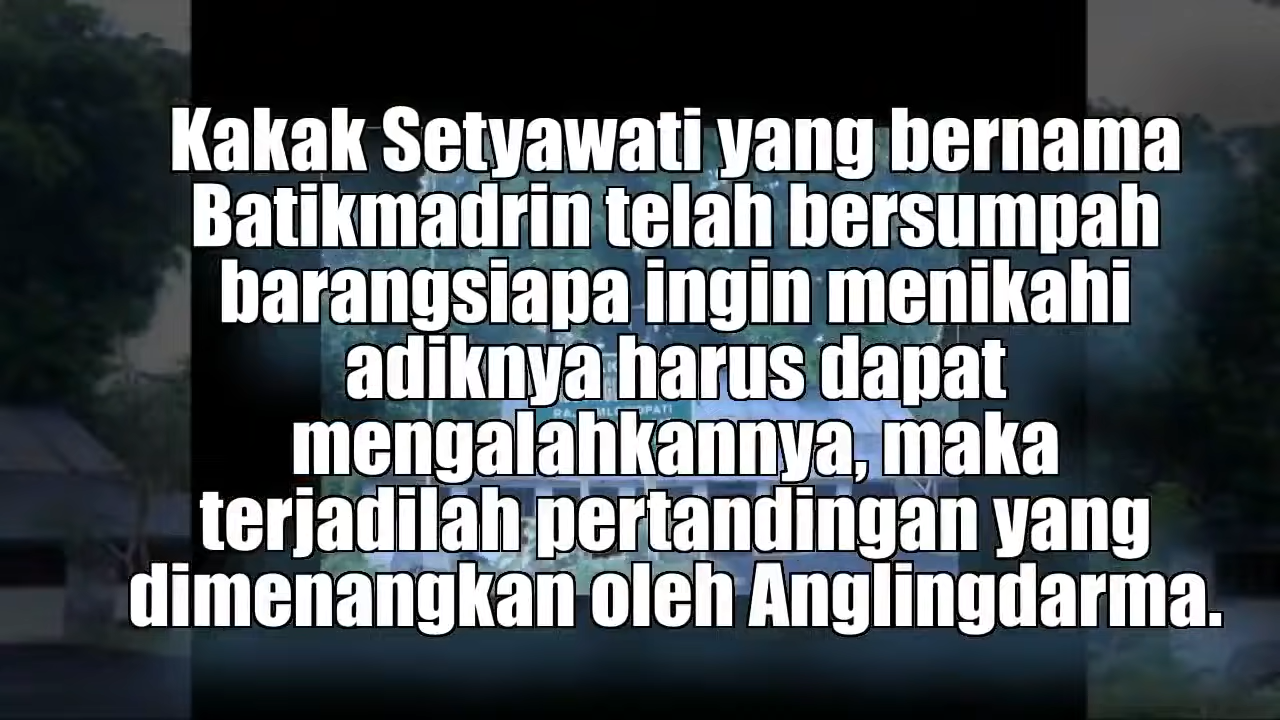 Kakak Setyawati yang bernama
Batikmadrin telah bersumpah
barangsiapa ingin menikahi
adiknya harus dapat
mengalahkannya, maka
terjadilah pertandingan yang
dimenangkan oleh Anglingdarma.